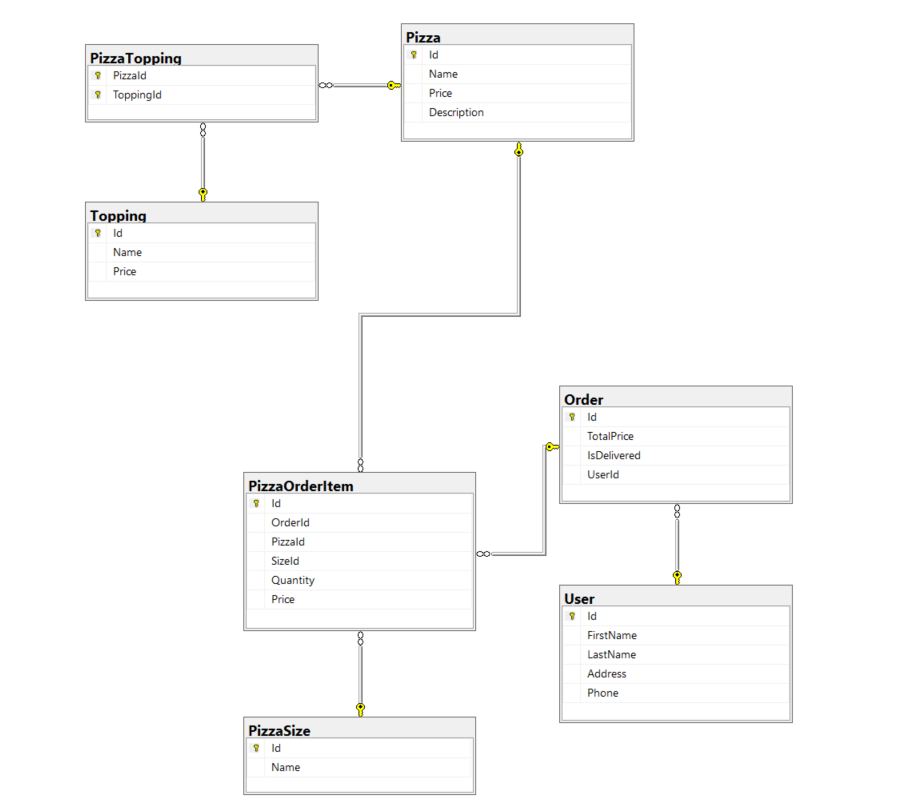 PizzaTopping
PizzaId
ToppingId
Pizza
Id
Name
Price
Description
Topping
Id
Name
Price
Order
Id
TotalPrice
IsDelivered
UserId
PizzaOrderItem
Id
OrderId
PizzaId
SizeId
Quantity
Price
User
Id
FirstName
LastName
Address
Phone
PizzaSize
Id
Name